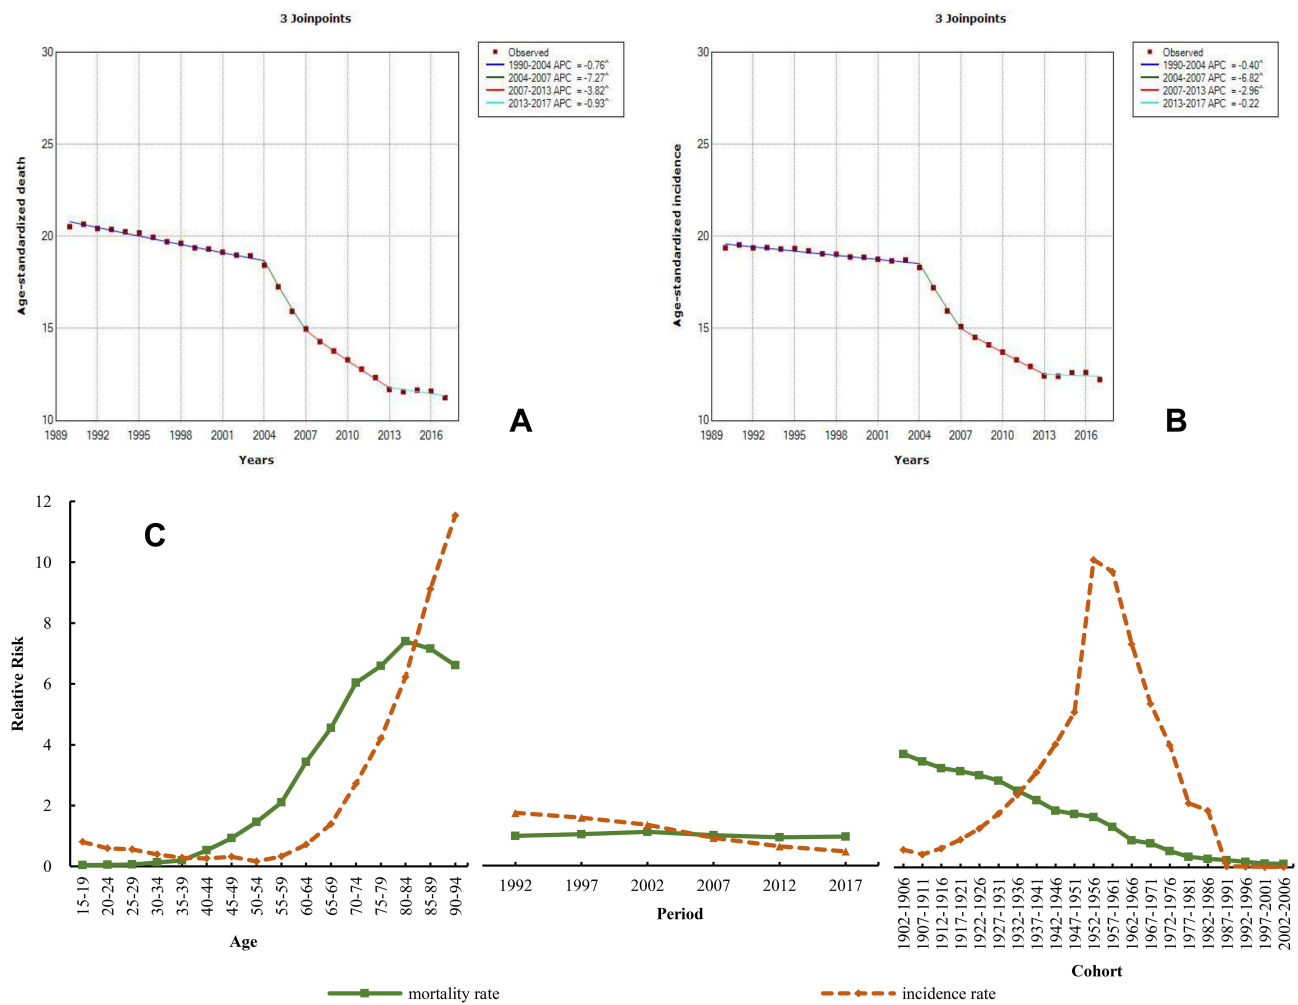 3 Joinpoints
30
25
20
15
10
Age-standardized death
1989 1992 1995 1998 2001 2004 2007 2010 2013 2016
Years
Observed
1990-2004 APC = -0.76^
2004-2007 APC = -7.27^
2007-2013 APC = -3.82^
2013-2017 APC = -0.93^
A
3 Joinpoints
30
25
20
15
10
Age-standardized incidence
1989 1992 1995 1998 2001 2004 2007 2010 2013 2016
Years
Observed
1990-2004 APC = -0.40^
2004-2007 APC = -6.82^
2007-2013 APC = -2.96^
2013-2017 APC = -0.22
B
C
12
10
8
6
4
2
0
Relative Risk
15-19 20-24 25-29 30-34 35-39 40-44 45-49 50-54 55-59 60-64 65-69 70-74 75-79 80-84 85-89 90-94
Age
1992 1997 2002 2007 2012 2017
Period
1902-1906 1907-1911 1912-1916 1917-1921 1922-1926 1927-1931 1932-1936 1937-1941 1942-1946 1947-1951 1952-1956 1957-1961 1962-1966 1967-1971 1972-1976 1977-1981 1982-1986 1987-1991 1992-1996 1997-2001 2002-2006
Cohort
mortality rate
incidence rate